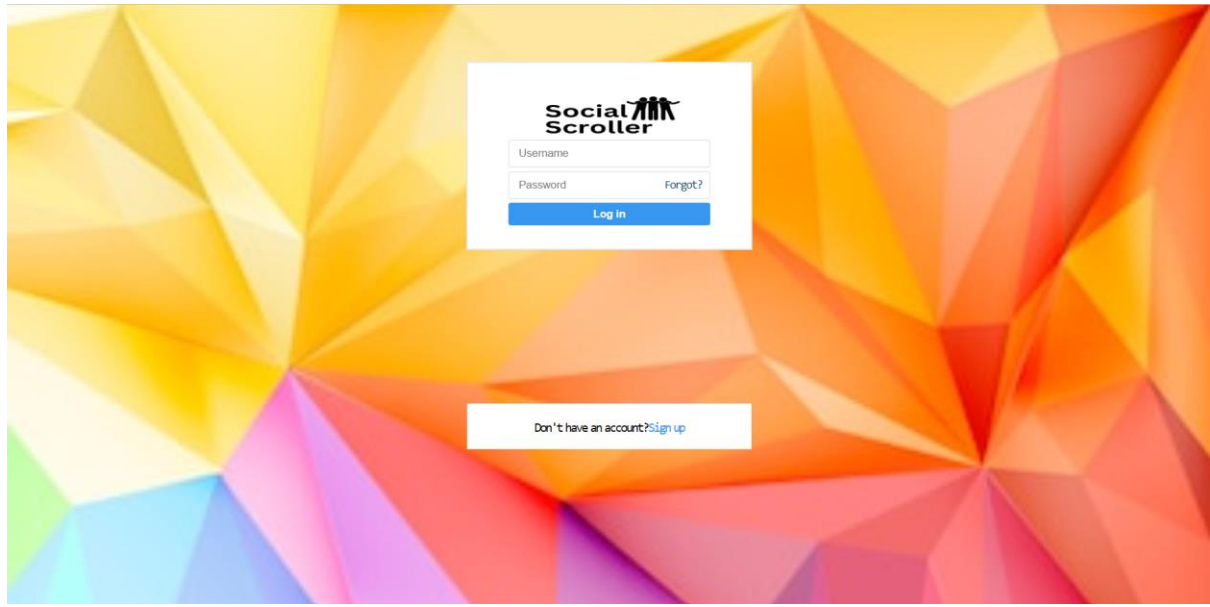 Social
Scroller
Username
Password Forgot?
Log in
Don't have an account?Sign up